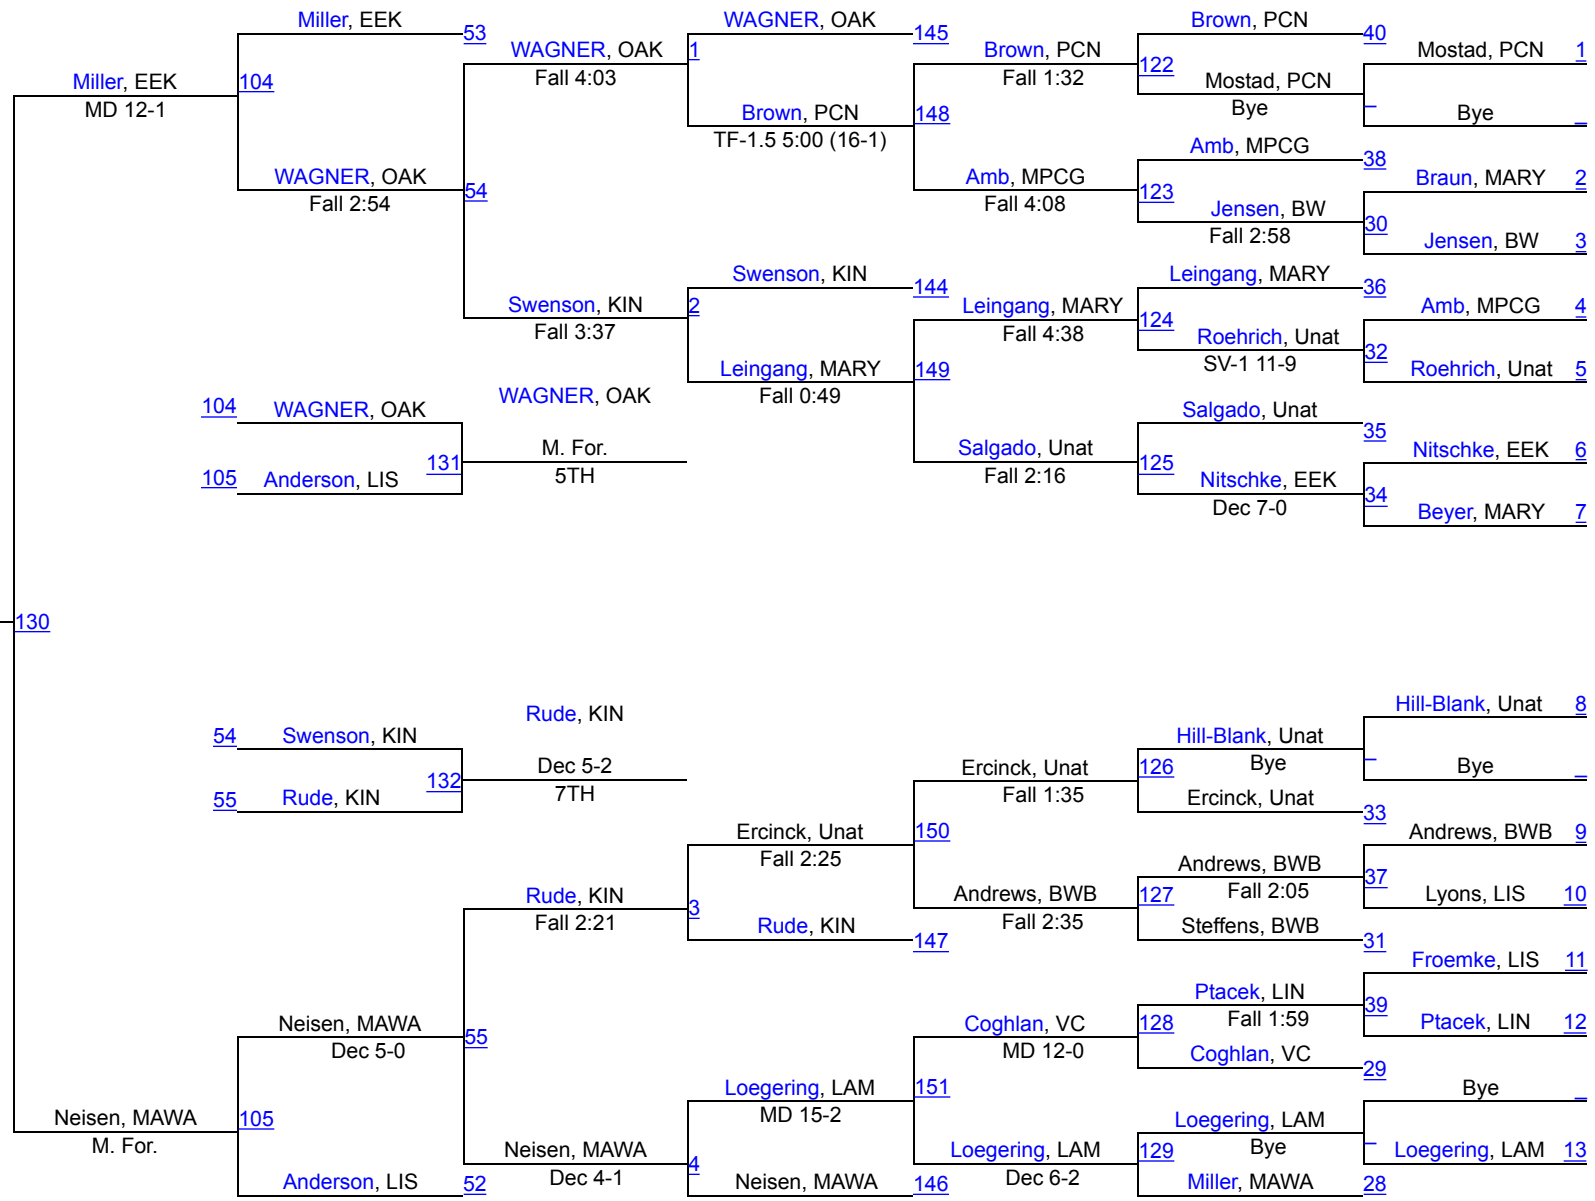 Miller, EEK
53
WAGNER, OAK
145
Brown, PCN
40
WAGNER, OAK
1
Fall 4:03
Brown, PCN
Fall 1:32
Mostad, PCN
1
Miller, EEK
104
MD 12-1
122
Mostad, PCN
Bye
_
Bye
_
Brown, PCN
148
TF-1.5 5:00 (16-1)
Amb, MPCG
38
WAGNER, OAK
54
Fall 2:54
Amb, MPCG
Fall 4:08
123
Braun, MARY
2
Jensen, BW
30
Fall 2:58
Jensen, BW
3
Swenson, KIN
144
Leingang, MARY
36
Swenson, KIN
2
Fall 3:37
Leingang, MARY
124
Fall 4:38
Amb, MPCG
4
Roehrich, Unat
32
SV-1 11-9
Leingang, MARY
149
Fall 0:49
Roehrich, Unat
5
WAGNER, OAK
104
WAGNER, OAK
Salgado, Unat
35
M. For.
131
5TH
Salgado, Unat
125
Fall 2:16
Nitschke, EEK
6
105
Anderson, LIS
Nitschke, EEK
34
Dec 7-0
Beyer, MARY
7
130
Rude, KIN
Hill-Blank, Unat
8
54
Swenson, KIN
Hill-Blank, Unat
_
Bye
Dec 5-2
132
7TH
Ercinck, Unat
126
Fall 1:35
Bye
_
55
Rude, KIN
Ercinck, Unat
33
Ercinck, Unat
150
Fall 2:25
Andrews, BWB
9
Andrews, BWB
37
Fall 2:05
Rude, KIN
3
Fall 2:21
Andrews, BWB
127
Fall 2:35
Lyons, LIS
10
Rude, KIN
147
Steffens, BWB
31
Froemke, LIS
11
Ptacek, LIN
39
Fall 1:59
Neisen, MAWA
55
Dec 5-0
Coghlan, VC
128
MD 12-0
Ptacek, LIN
12
Coghlan, VC
29
Loegering, LAM
151
MD 15-2
Bye
_
Neisen, MAWA
105
M. For.
Loegering, LAM
_
Bye
Neisen, MAWA
4
Dec 4-1
Loegering, LAM
129
Dec 6-2
Loegering, LAM
13
Anderson, LIS
52
Neisen, MAWA
146
Miller, MAWA
28